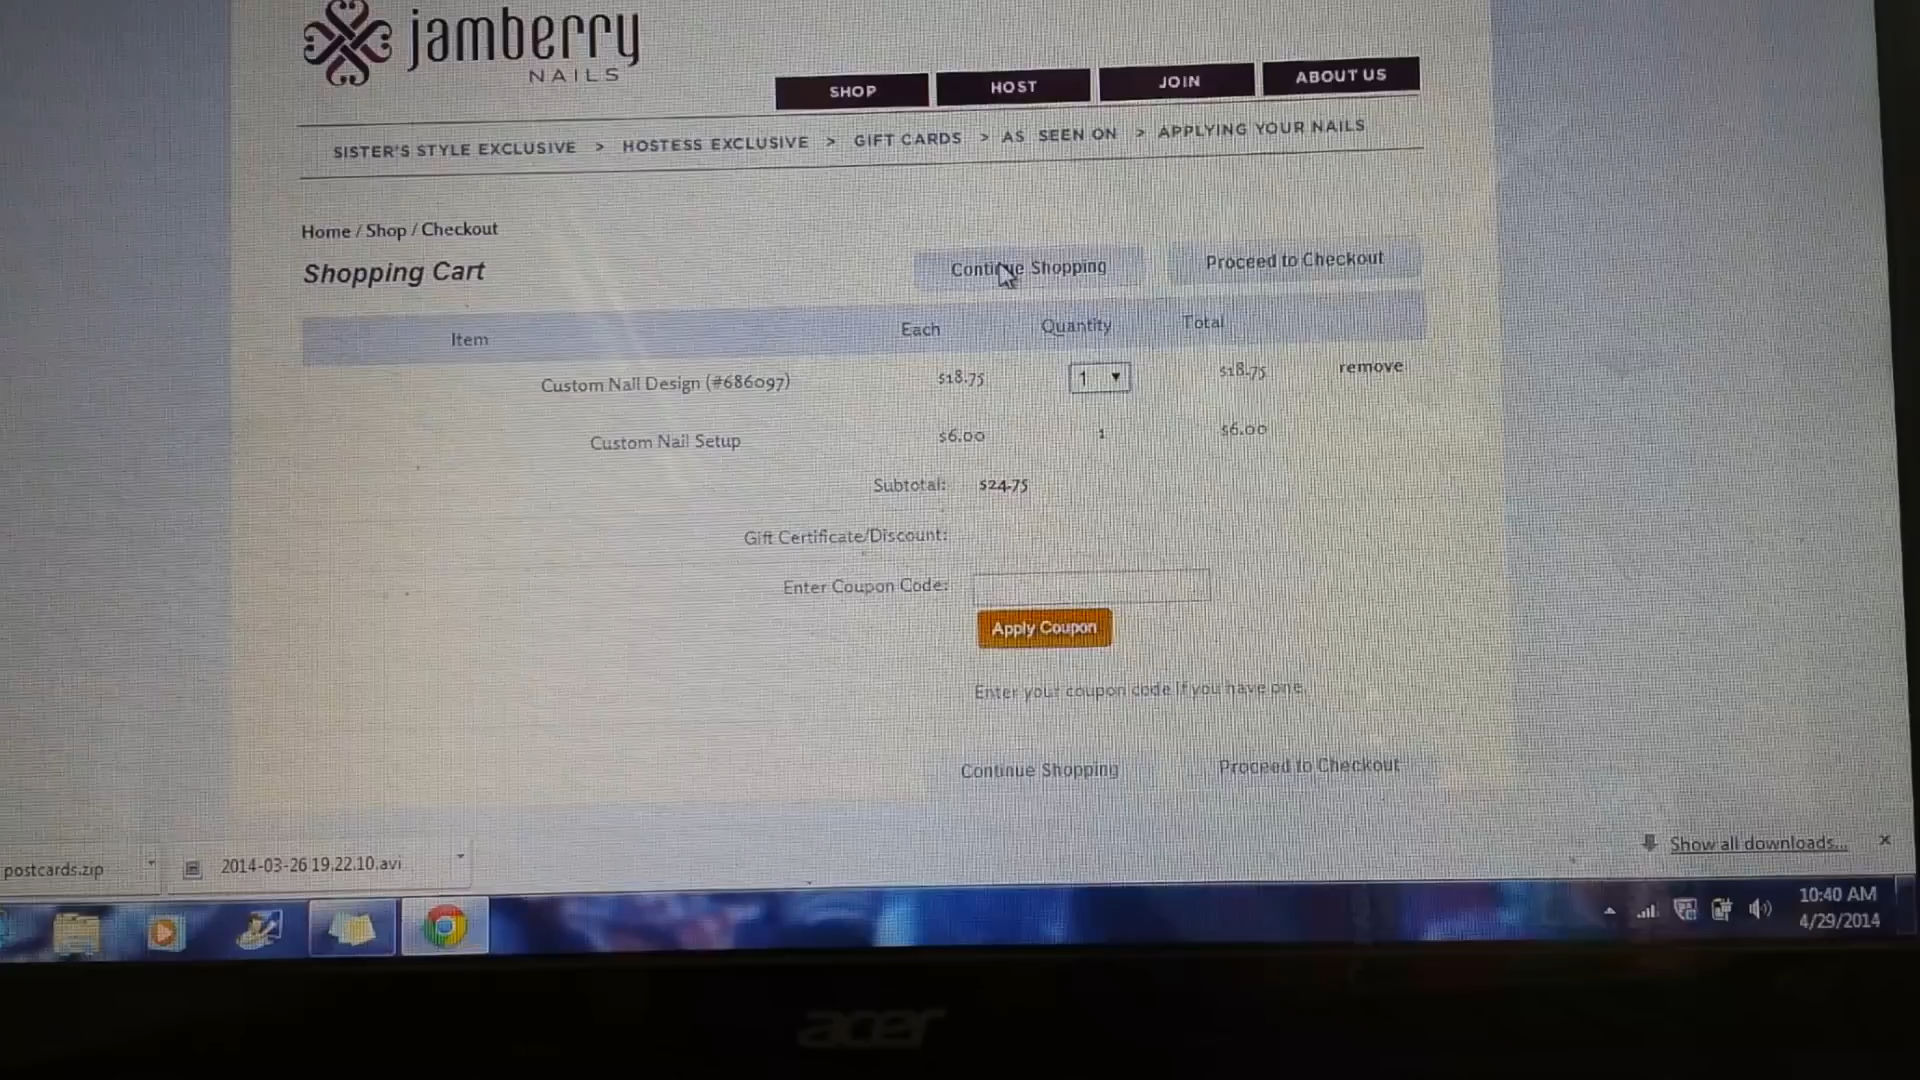 jamberry
NAILS
SHOP HOST JOIN ABOUT US
SISTER'S STYLE EXCLUSIVE > HOSTESS EXCLUSIVE > GIFT CARDS > AS SEEN ON > APPLYING YOUR NAILS
Home / Shop / Checkout
Shopping Cart Continue Shopping Proceed to Checkout
Item Each Quantity Total
Custom Nail Design (#686097) $18.75 1 $18.75 remove
Custom Nail Setup $6.00 1 $6.00
Subtotal: $24.75
Gift Certificate/Discount:
Enter Coupon Code:
Apply Coupon
Enter your coupon code if you have one.
Continue Shopping Proceed to Checkout
postcards.zip 2014-03-26 19.22.10.avi Show all downloads...
10:40 AM
4/29/2014
acer